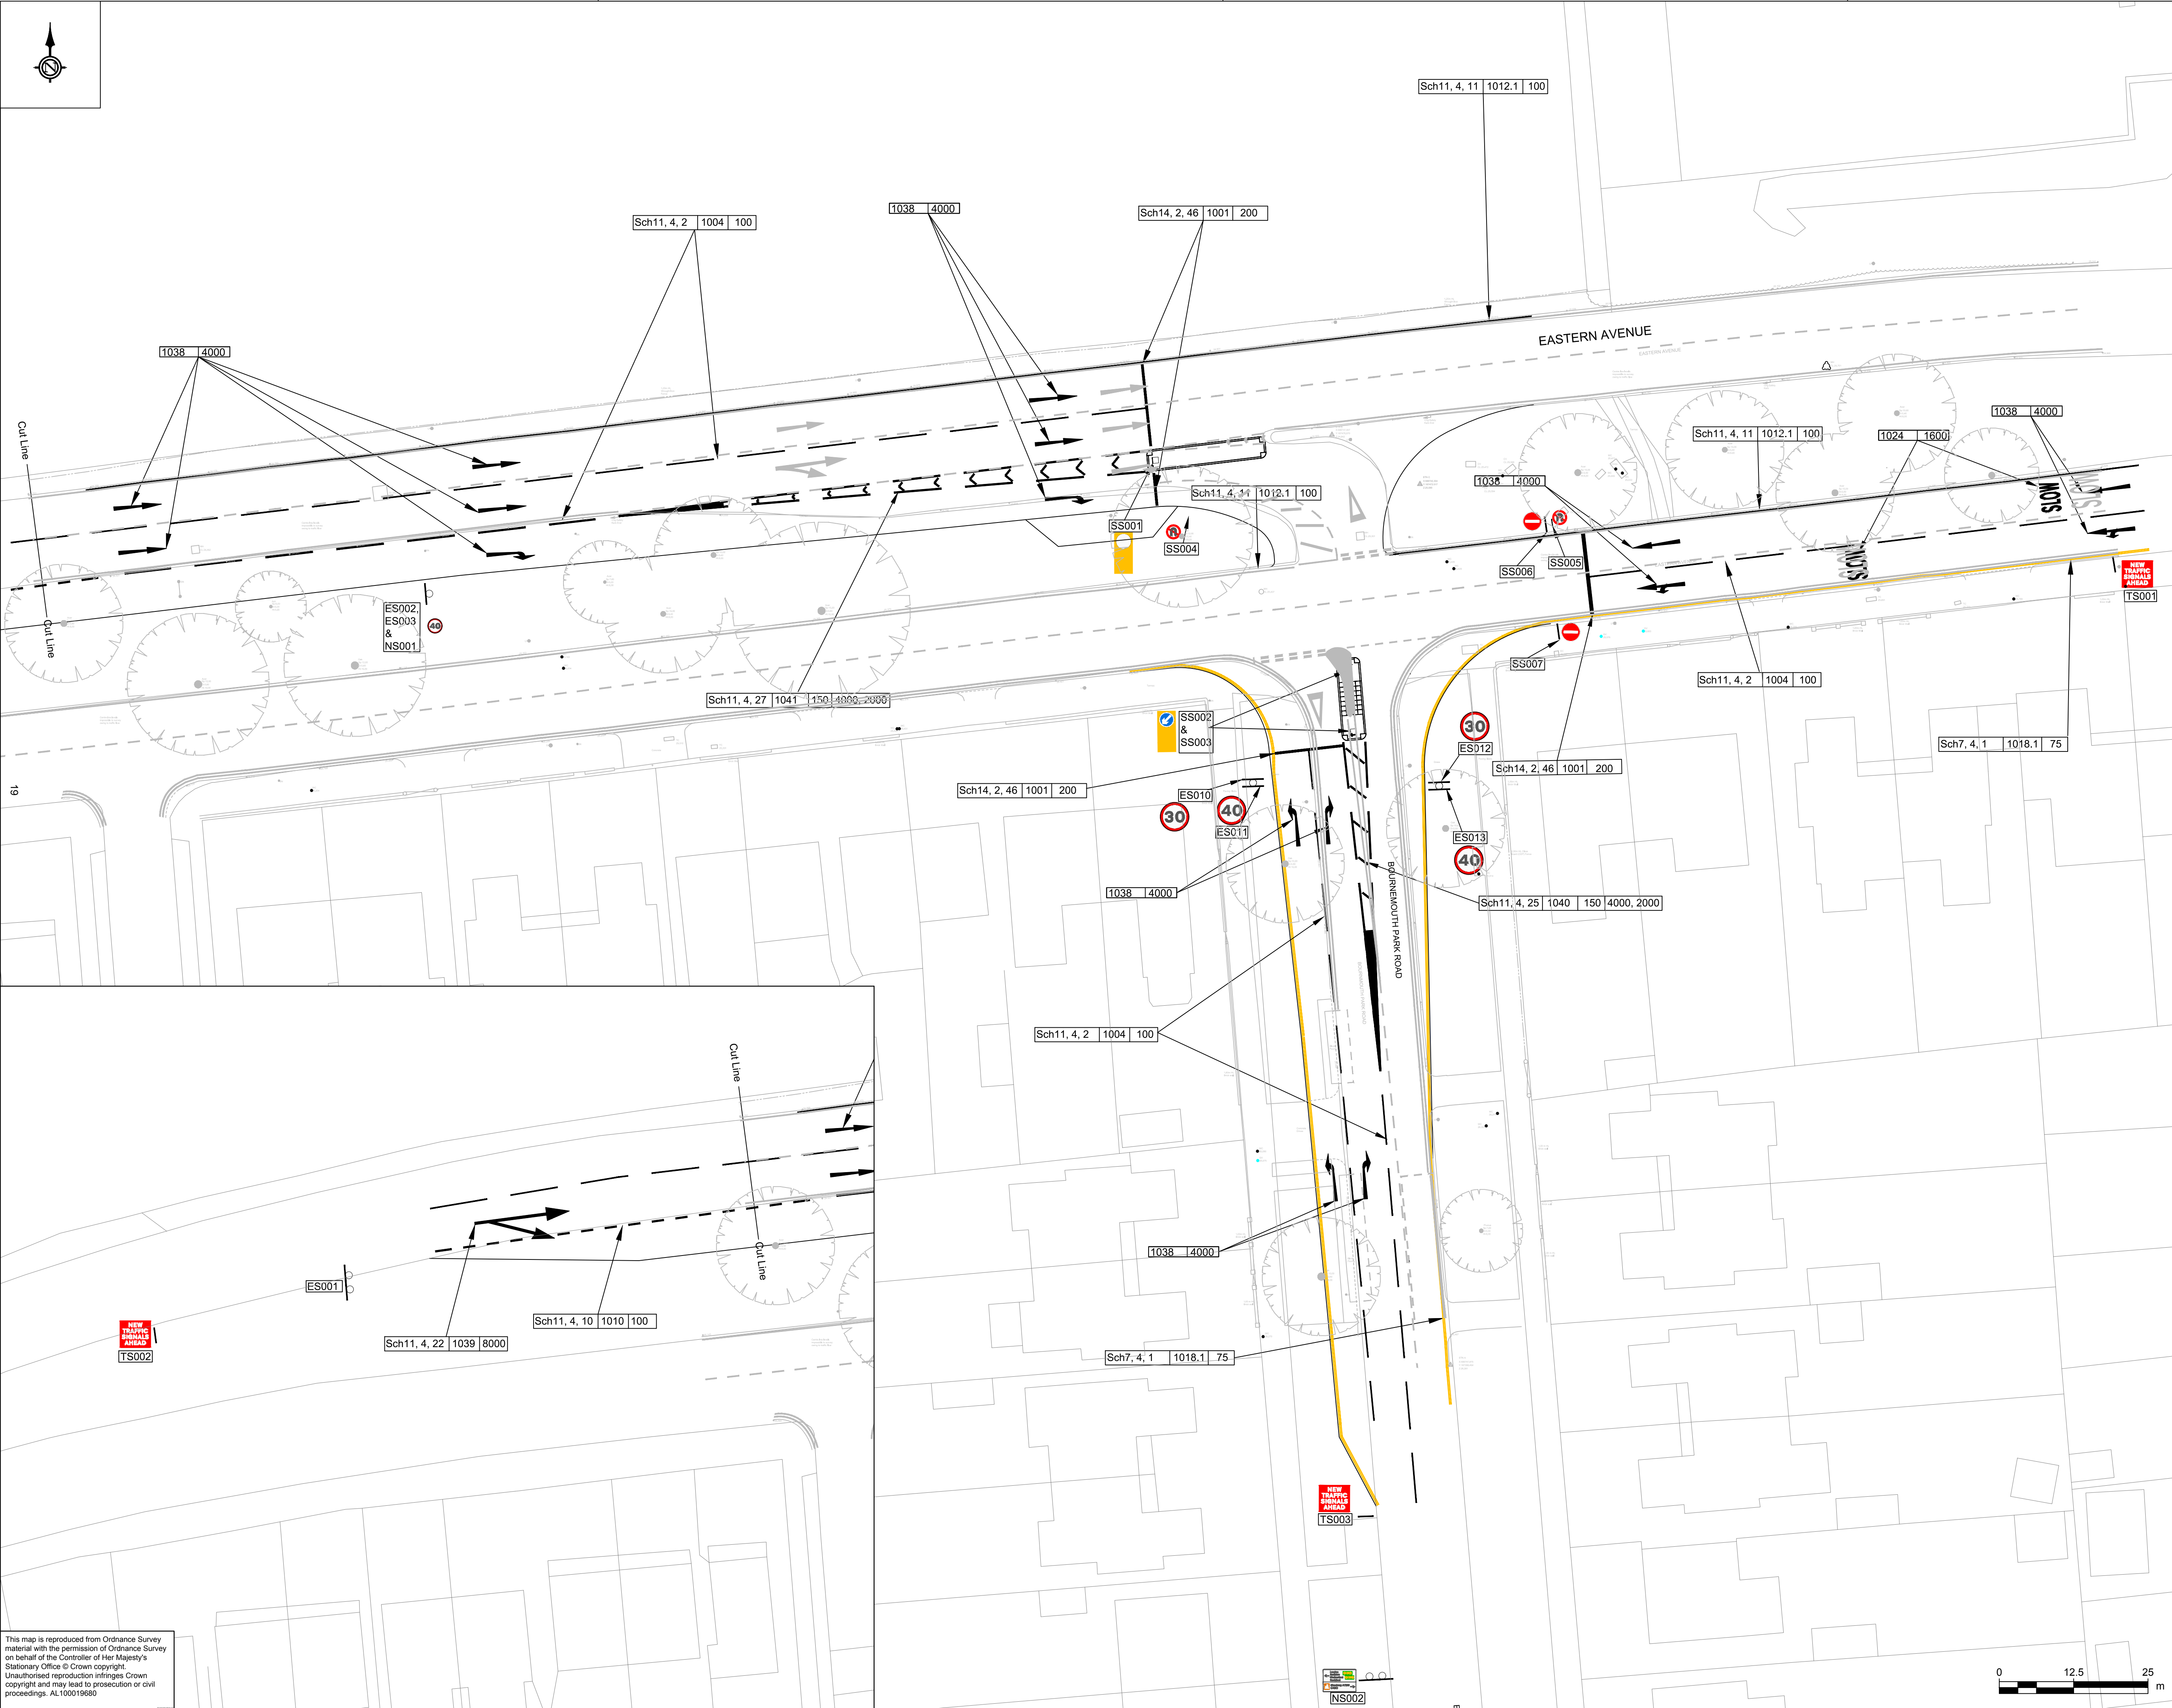 Sch11, 4, 11 1012.1 100
1038 4000
Sch14, 2, 46 1001 200
Sch11, 4, 2 1004 100
EASTERN AVENUE
EASTERN AVENUE
1038 4000
Cut Line
Cut Line
1038 4000
1024 1600
Sch11, 4, 11 1012.1 100
1038 4000
SLOW
SLOW
Sch11, 4, 11 1012.1 100
SS001
SS004
SS006
SS005
NEW
TRAFFIC
SIGNALS
AHEAD
TS001
ES002,
ES003
&
NS001
40
SS007
Sch11, 4, 2 1004 100
Sch11, 4, 27 1041 150 4000, 2000
SS002
&
SS003
30
ES012
Sch7, 4, 1 1018.1 75
Sch14, 2, 46 1001 200
19
Sch14, 2, 46 1001 200
ES010
30
40
ES011
ES013
40
1038 4000
BOURNEMOUTH PARK ROAD
BOURNEMOUTH PARK ROAD
Sch11, 4, 25 1040 150 4000, 2000
Sch11, 4, 2 1004 100
Cut Line
Cut Line
1038 4000
ES001
Sch11, 4, 10 1010 100
Sch11, 4, 22 1039 8000
NEW
TRAFFIC
SIGNALS
AHEAD
TS002
Sch7, 4, 1 1018.1 75
NEW
TRAFFIC
SIGNALS
AHEAD
TS003
NS002
This map is reproduced from Ordnance Survey
material with the permission of Ordnance Survey
on behalf of the Controller of Her Majesty's
Stationary Office © Crown copyright.
Unauthorised reproduction infringes Crown
copyright and may lead to prosecution or civil
proceedings. AL100019680
0 12.5 25
m